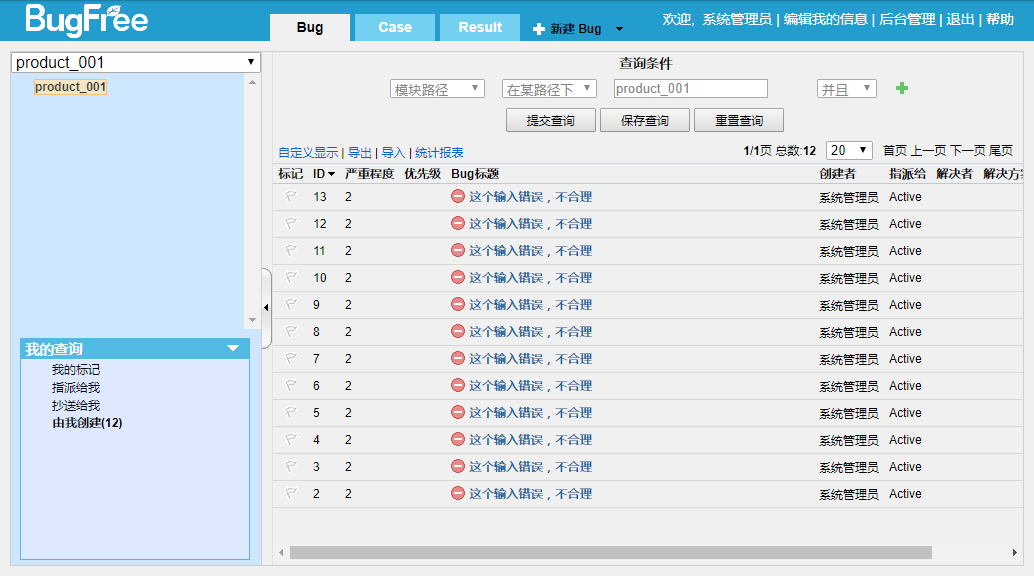 BugFree
Bug Case Result 新建 Bug
欢迎, 系统管理员 | 编辑我的信息 | 后台管理 | 退出 | 帮助
product_001
product_001
我的查询
我的标记
指派给我
抄送给我
由我创建(12)
查询条件
模块路径 在某路径下 product_001 并且
提交查询 保存查询 重置查询
自定义显示 | 导出 | 导入 | 统计报表 1/1页 总数:12 20 首页 上一页 下一页 尾页
标记 ID 严重程度 优先级 Bug标题 创建者 指派给 解决者 解决方案
13 2 这个输入错误，不合理 系统管理员 Active
12 2 这个输入错误，不合理 系统管理员 Active
11 2 这个输入错误，不合理 系统管理员 Active
10 2 这个输入错误，不合理 系统管理员 Active
9 2 这个输入错误，不合理 系统管理员 Active
8 2 这个输入错误，不合理 系统管理员 Active
7 2 这个输入错误，不合理 系统管理员 Active
6 2 这个输入错误，不合理 系统管理员 Active
5 2 这个输入错误，不合理 系统管理员 Active
4 2 这个输入错误，不合理 系统管理员 Active
3 2 这个输入错误，不合理 系统管理员 Active
2 2 这个输入错误，不合理 系统管理员 Active